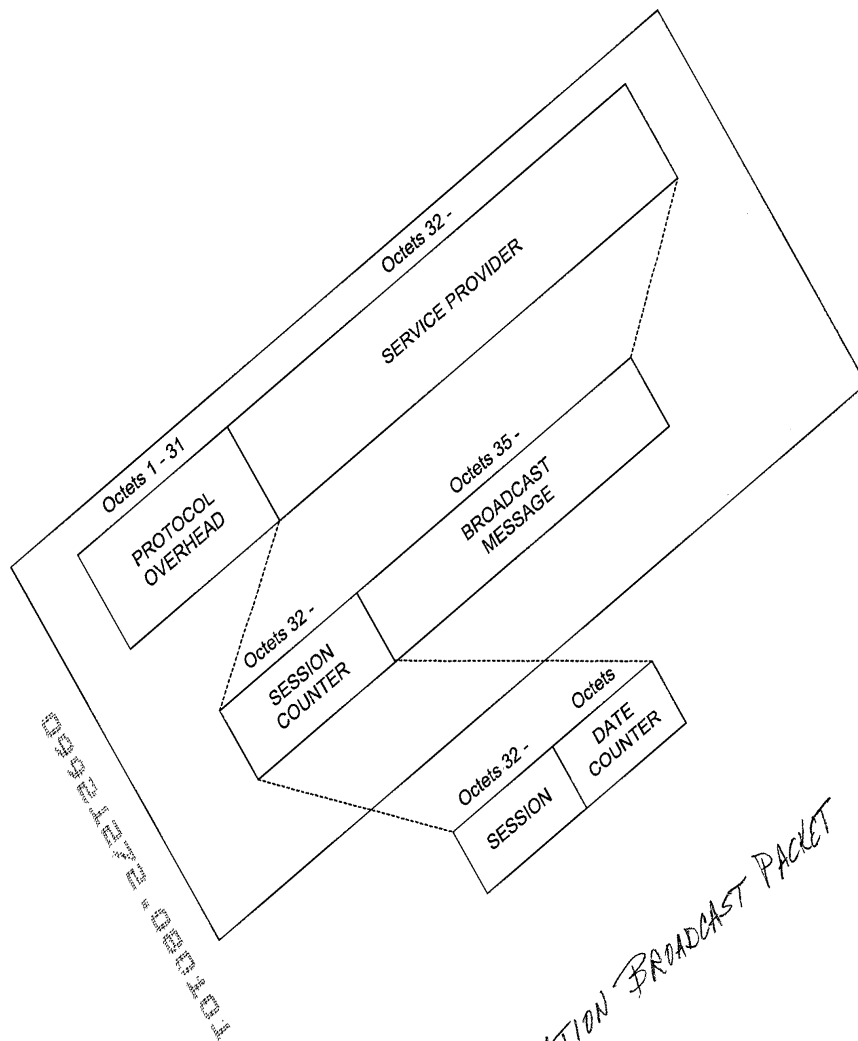 Octets 1 - 31
Octets 32 -
PROTOCOL
OVERHEAD
SERVICE PROVIDER
Octets 32 -
Octets 35 -
SESSION
COUNTER
BROADCAST
MESSAGE
Octets 32 -
Octets
SESSION
DATE
COUNTER
BROADCAST PACKET